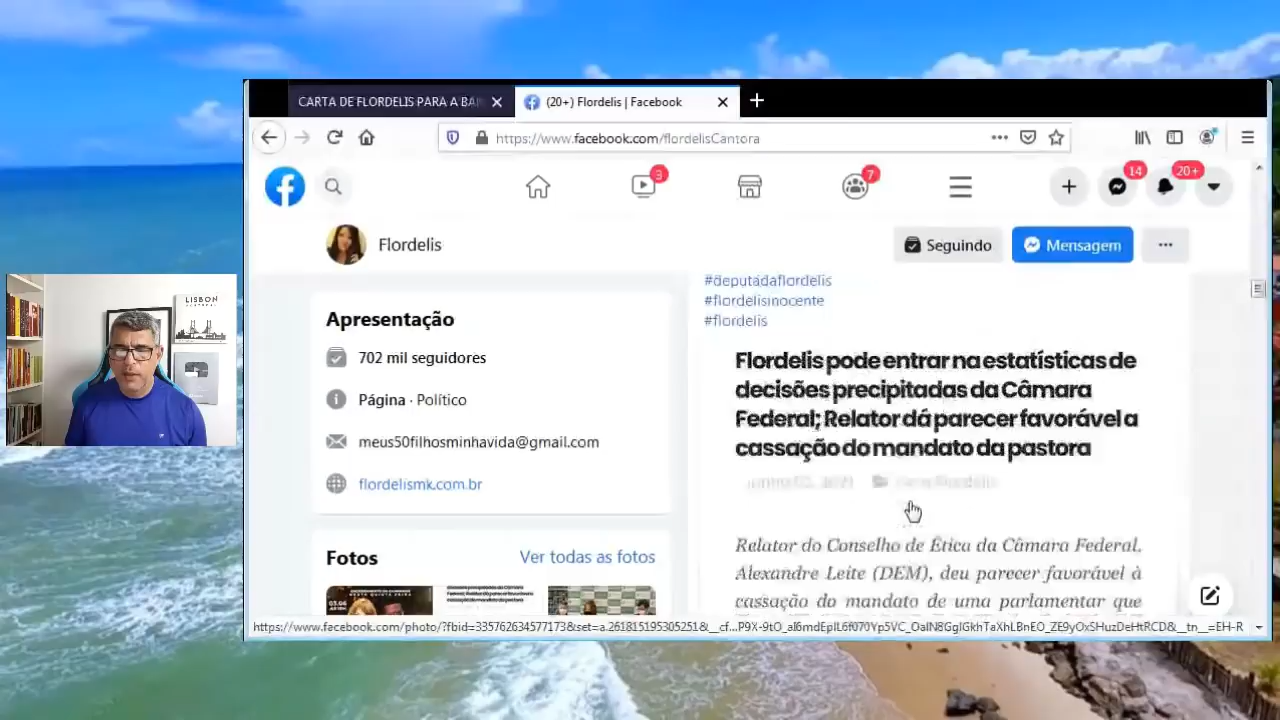 CARTA DE FLORDELIS PARA A BA
(20+) Flordelis | Facebook
https://www.facebook.com/flordelisCantora
3
7
14
20+
Flordelis
Seguindo
Mensagem
#deputadaflordelis
#flordelisinocente
#flordelis
Apresentação
702 mil seguidores
Página · Político
meus50filhosminhavida@gmail.com
flordelismk.com.br
Fotos
Ver todas as fotos
Flordelis pode entrar na estatísticas de
decisões precipitadas da Câmara
Federal; Relator dá parecer favorável a
cassação do mandato da pastora
Relator do Conselho de Ética da Câmara Federal,
Alexandre Leite (DEM), deu parecer favorável à
cassação do mandato de uma parlamentar que
LISBON